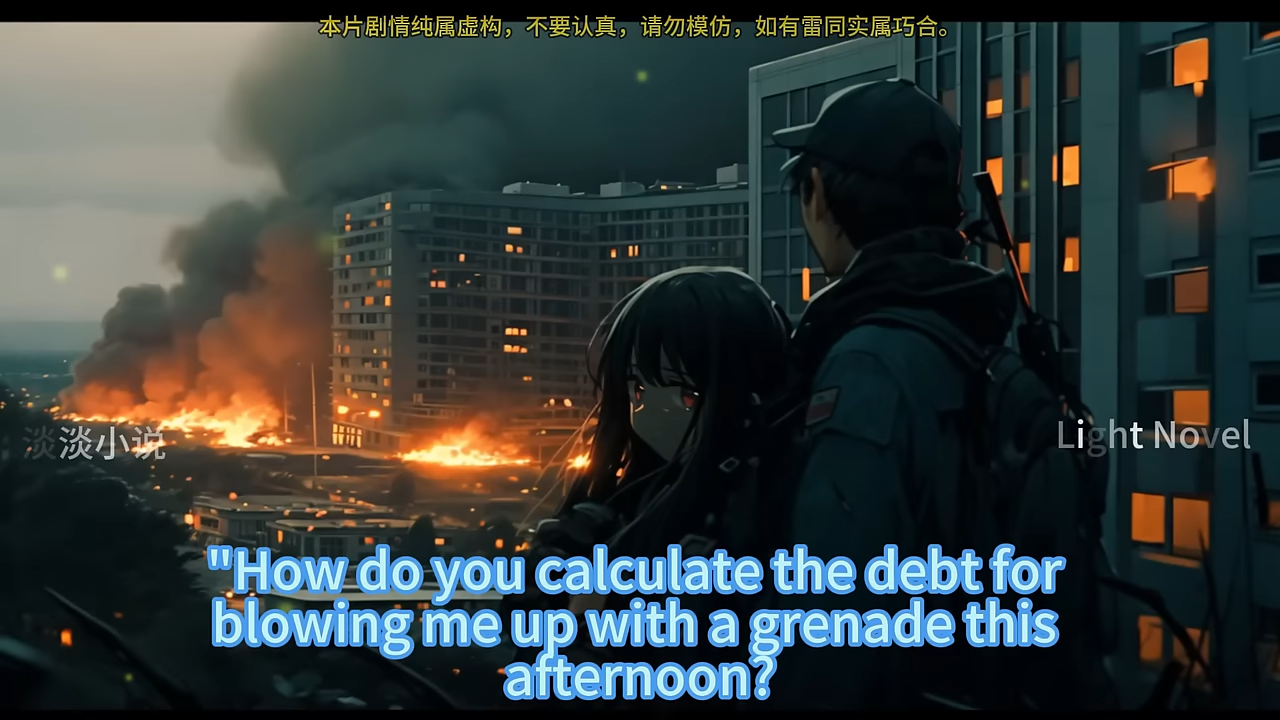 本片剧情纯属虚构，不要认真，请勿模仿，如有雷同实属巧合。
淡淡小说
Light Novel
"How do you calculate the debt for
blowing me up with a grenade this
afternoon?